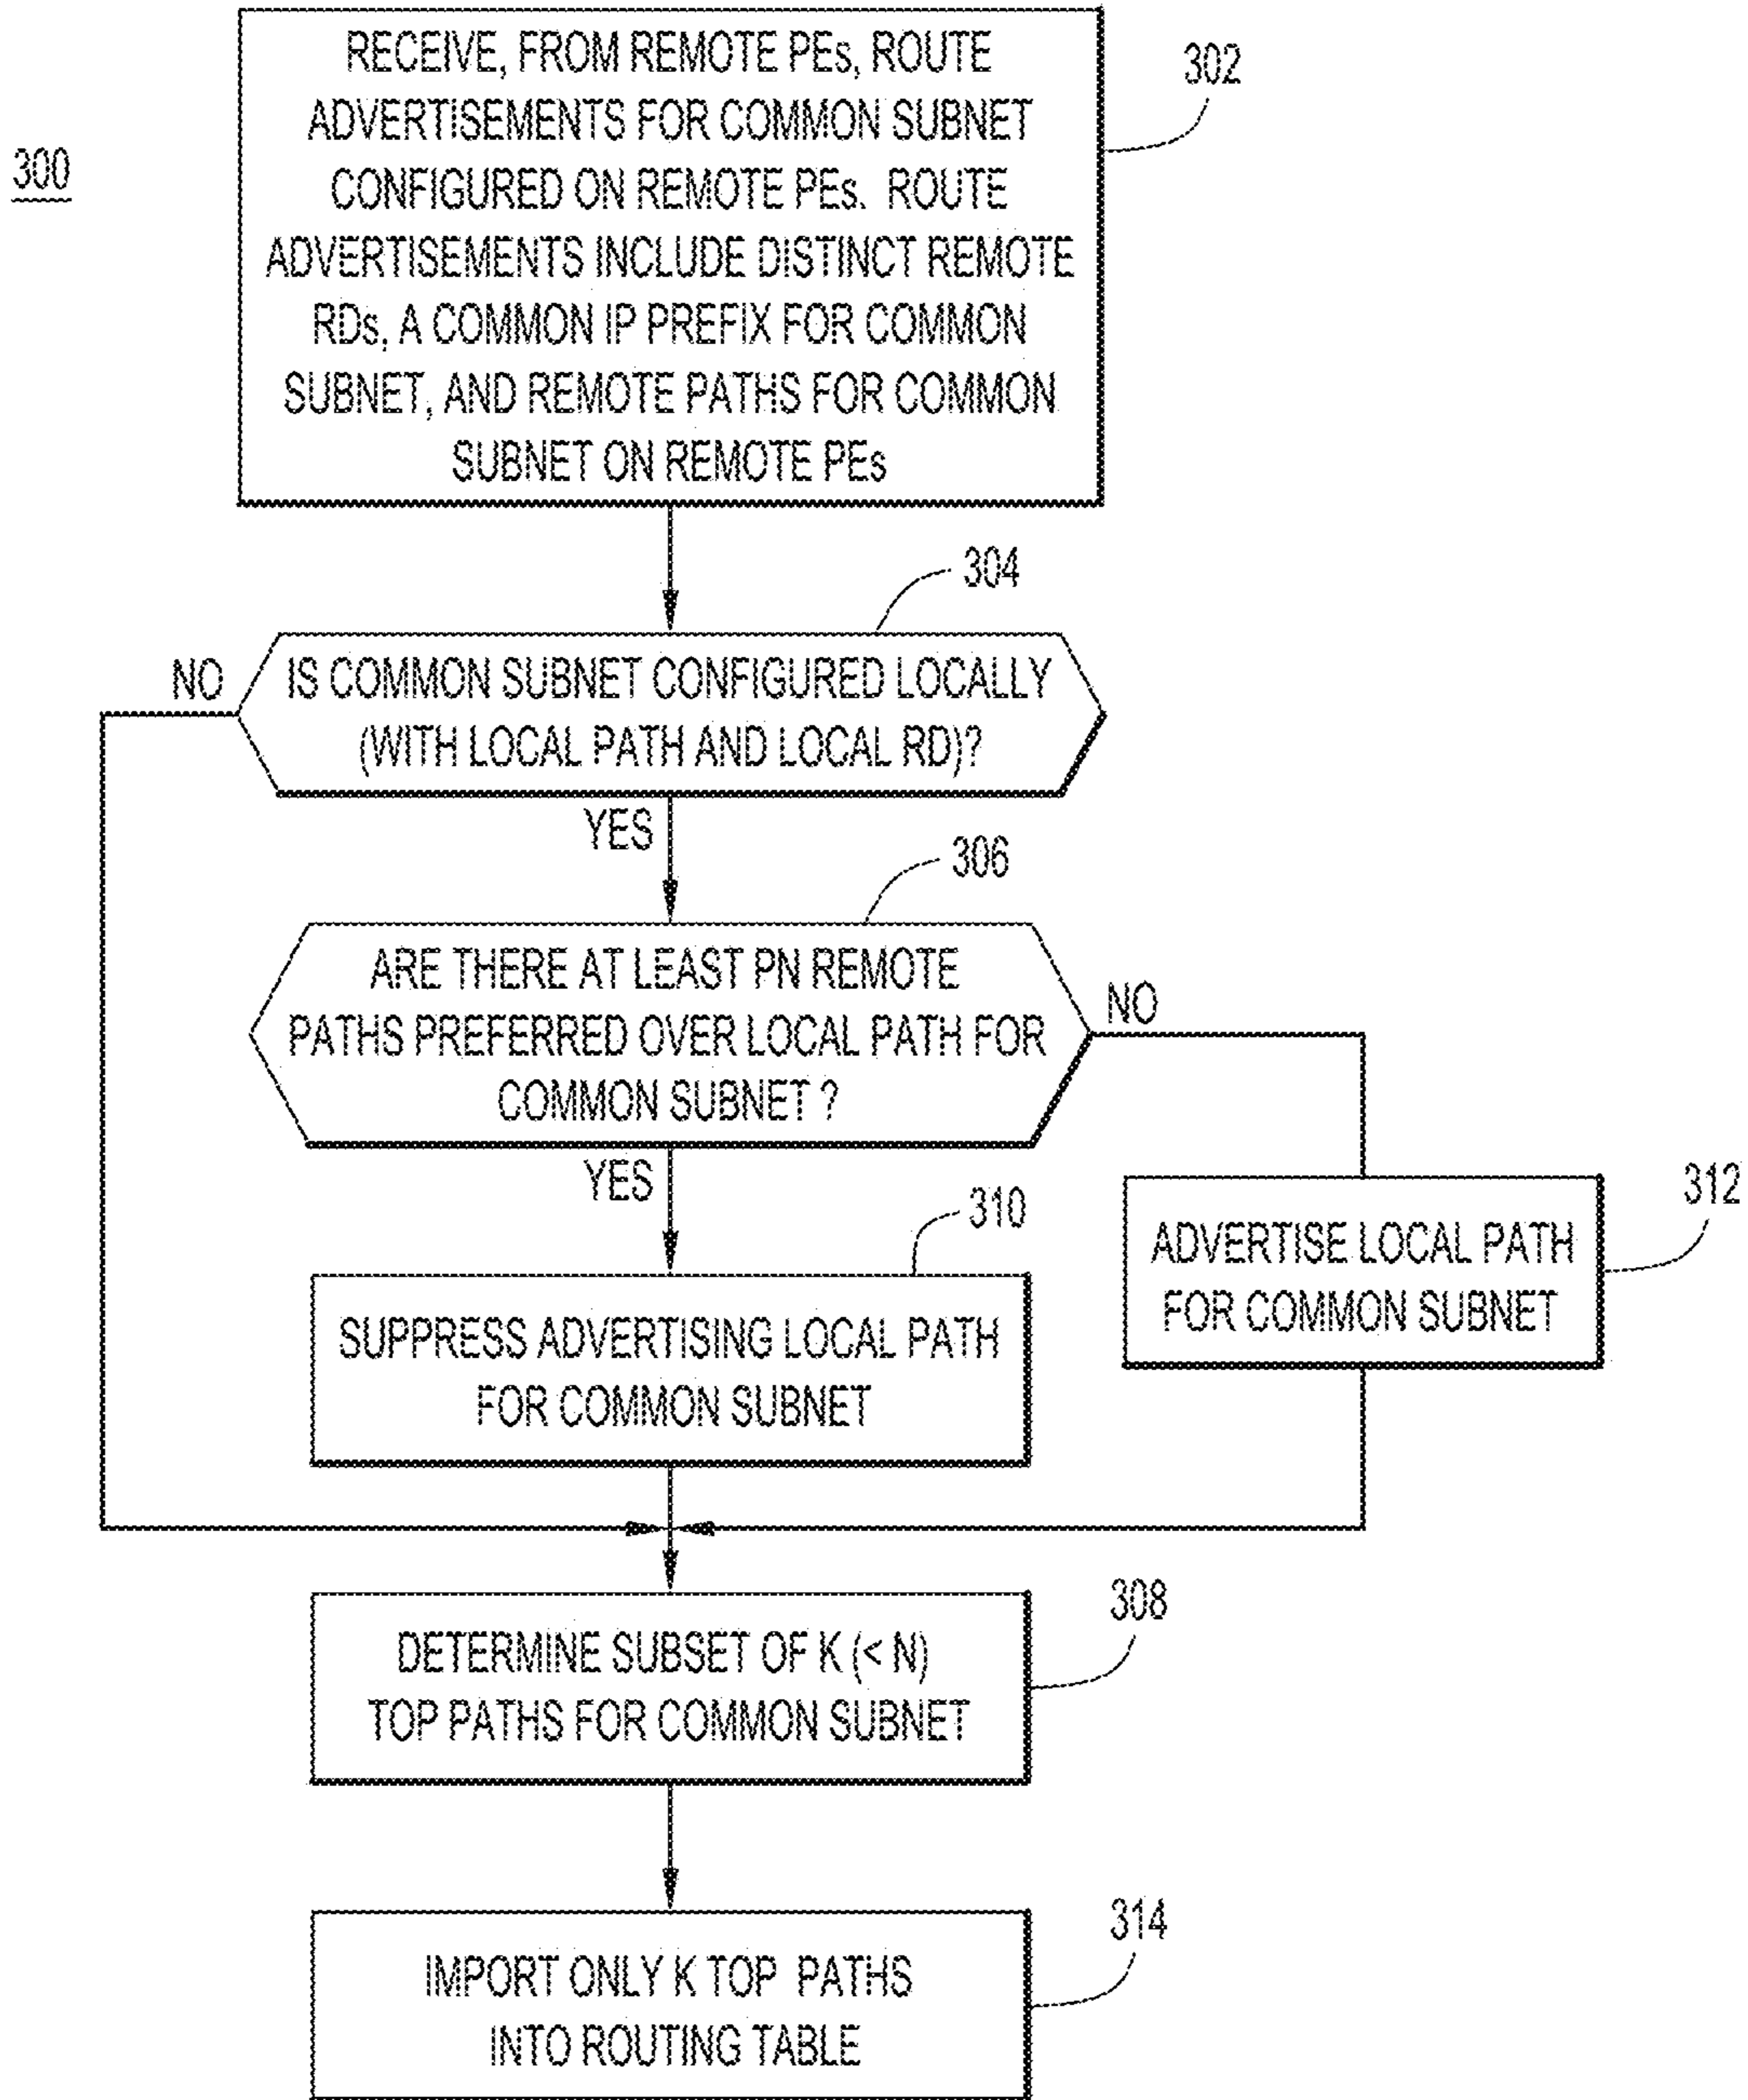 300
RECEIVE, FROM REMOTE PEs, ROUTE
ADVERTISEMENTS FOR COMMON SUBNET
CONFIGURED ON REMOTE PEs. ROUTE
ADVERTISEMENTS INCLUDE DISTINCT REMOTE
RDs, A COMMON IP PREFIX FOR COMMON
SUBNET, AND REMOTE PATHS FOR COMMON
SUBNET ON REMOTE PEs
302
304
NO
IS COMMON SUBNET CONFIGURED LOCALLY
(WITH LOCAL PATH AND LOCAL RD)?
YES
306
ARE THERE AT LEAST PN REMOTE
PATHS PREFERRED OVER LOCAL PATH FOR
COMMON SUBNET ?
NO
YES
310
SUPPRESS ADVERTISING LOCAL PATH
FOR COMMON SUBNET
312
ADVERTISE LOCAL PATH
FOR COMMON SUBNET
308
DETERMINE SUBSET OF K (< N)
TOP PATHS FOR COMMON SUBNET
314
IMPORT ONLY K TOP PATHS
INTO ROUTING TABLE